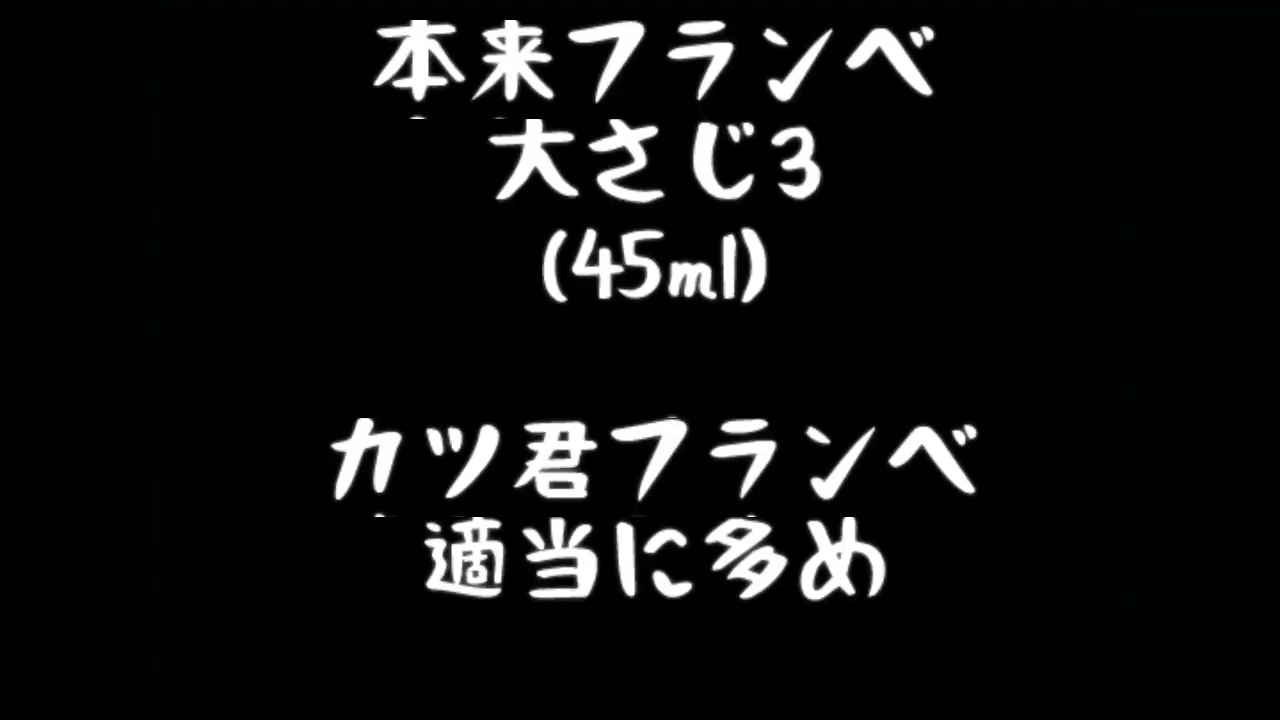 本来フランベ
大さじ3
(45ml)
カツ君フランベ
適当に多め